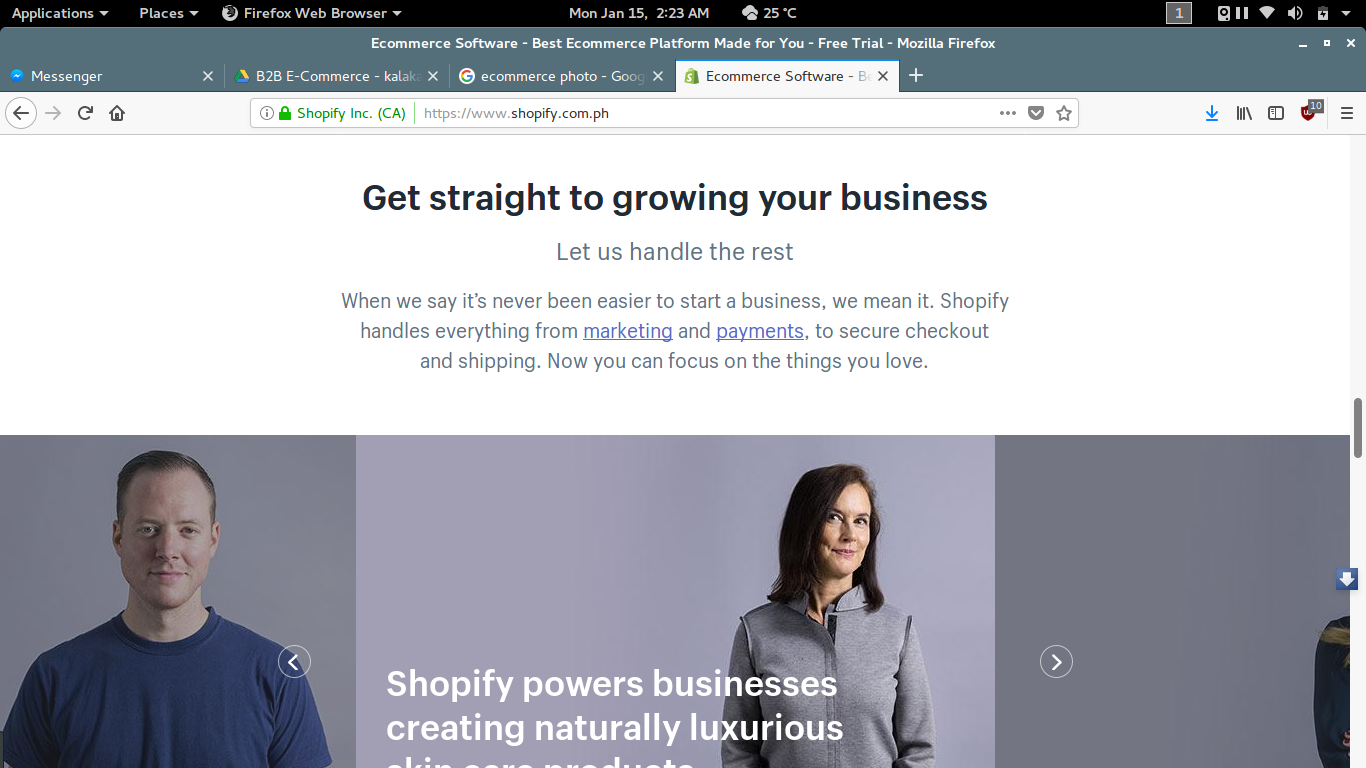 Applications Places Firefox Web Browser Mon Jan 15, 2:23 AM 25 °C 1
Ecommerce Software - Best Ecommerce Platform Made for You - Free Trial - Mozilla Firefox
Messenger B2B E-Commerce - kalaka ecommerce photo - Goog Ecommerce Software - Be
Shopify Inc. (CA) https://www.shopify.com.ph 10
Get straight to growing your business
Let us handle the rest
When we say it’s never been easier to start a business, we mean it. Shopify
handles everything from marketing and payments, to secure checkout
and shipping. Now you can focus on the things you love.
Shopify powers businesses
creating naturally luxurious
skin care products